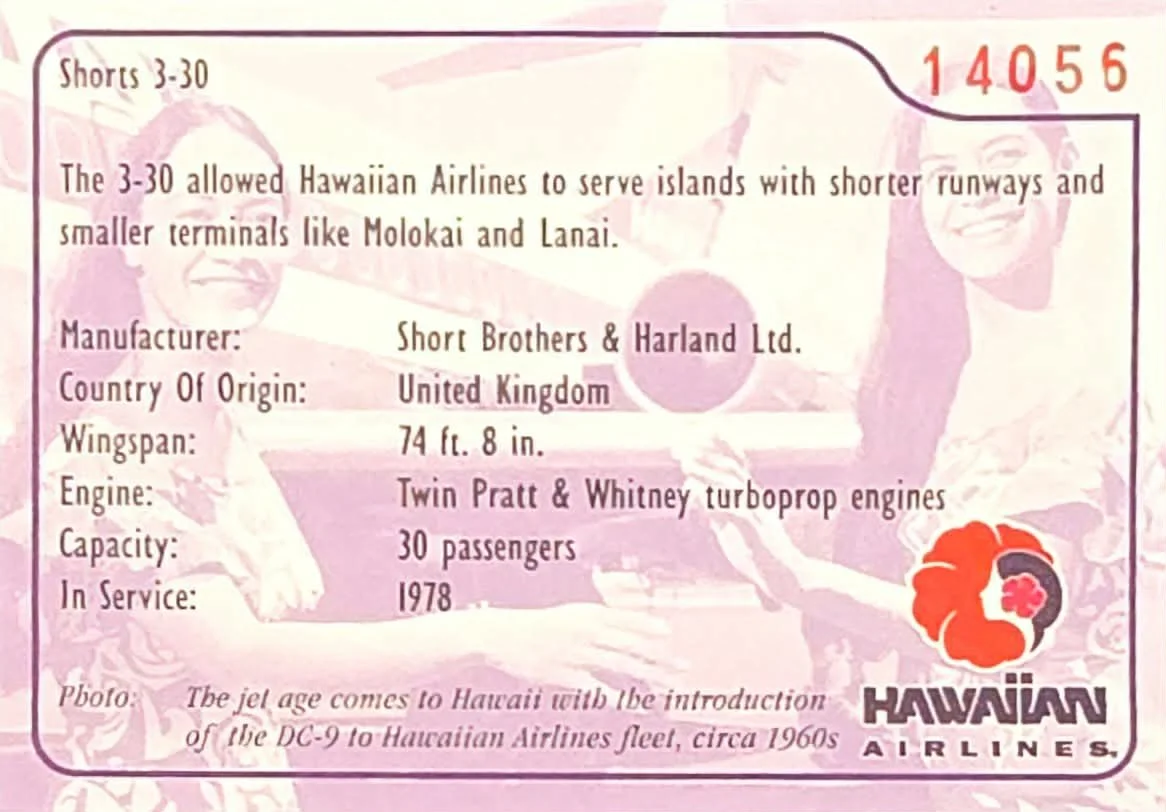 Shorts 3-30
14056
The 3-30 allowed Hawaiian Airlines to serve islands with shorter runways and
smaller terminals like Molokai and Lanai.
Manufacturer: Short Brothers & Harland Ltd.
Country Of Origin: United Kingdom
Wingspan: 74 ft. 8 in.
Engine: Twin Pratt & Whitney turboprop engines
Capacity: 30 passengers
In Service: 1978
Photo: The jet age comes to Hawaii with the introduction
of the DC-9 to Hawaiian Airlines fleet, circa 1960s
HAWAIIAN
AIRLINES.